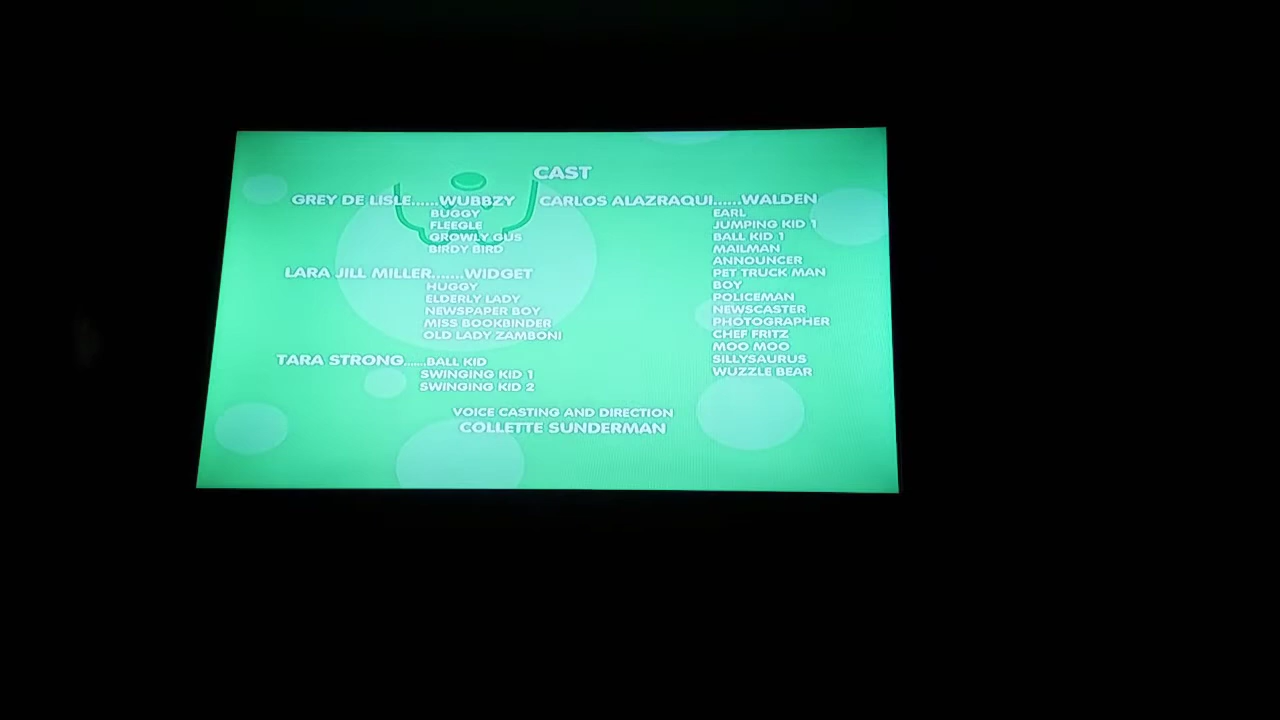 CAST
GREY DE LISLE......WUBBZY
BUGGY
FLEEGLE
GROWLY GUS
BIRDY BIRD
LARA JILL MILLER.......WIDGET
HUGGY
ELDERLY LADY
NEWSPAPER BOY
MISS BOOKBINDER
OLD LADY ZAMBONI
TARA STRONG......BALL KID
SWINGING KID 1
SWINGING KID 2
CARLOS ALAZRAQUI......WALDEN
EARL
JUMPING KID 1
BALL KID 1
MAILMAN
ANNOUNCER
PET TRUCK MAN
BOY
POLICEMAN
NEWSCASTER
PHOTOGRAPHER
CHEF FRITZ
MOO MOO
SILLYSAURUS
WUZZLE BEAR
VOICE CASTING AND DIRECTION
COLLETTE SUNDERMAN